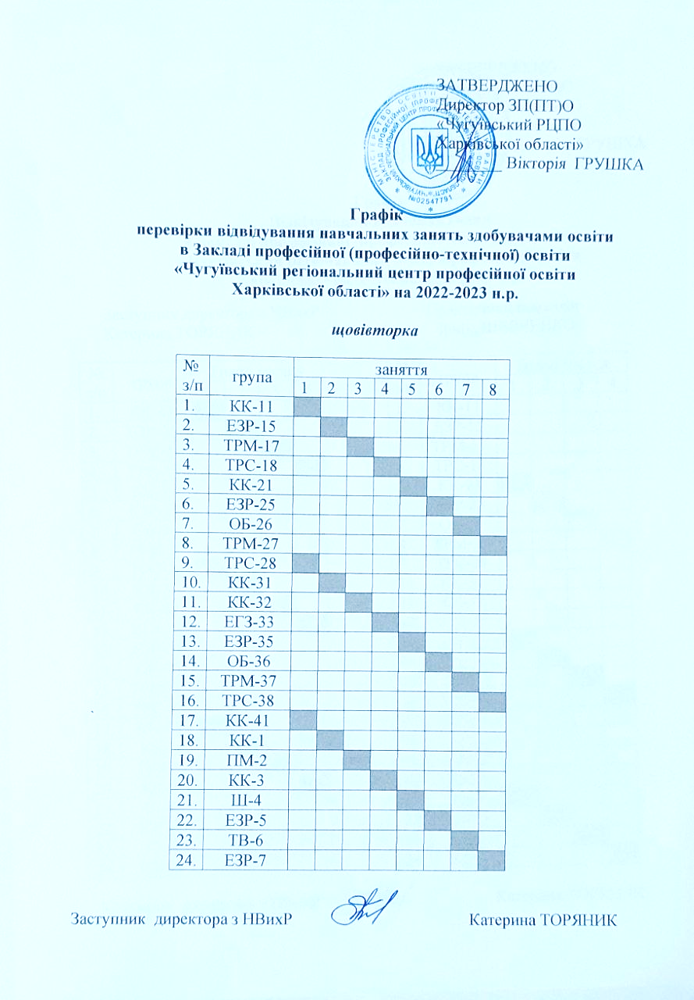 ЗАТВЕРДЖЕНО
Директор ЗП(ПТ)О
«Чугуївський РЦПО
Харківської області»
________ Вікторія ГРУШКА
№02547791
Графік
перевірки відвідування навчальних занять здобувачами освіти
в Закладі професійної (професійно-технічної) освіти
«Чугуївський регіональний центр професійної освіти
Харківської області» на 2022-2023 н.р.
щовівторка
№ з/п група заняття
1 2 3 4 5 6 7 8
1. КК-11
2. ЕЗР-15
3. ТРМ-17
4. ТРС-18
5. КК-21
6. ЕЗР-25
7. ОБ-26
8. ТРМ-27
9. ТРС-28
10. КК-31
11. КК-32
12. ЕГЗ-33
13. ЕЗР-35
14. ОБ-36
15. ТРМ-37
16. ТРС-38
17. КК-41
18. КК-1
19. ПМ-2
20. КК-3
21. Ш-4
22. ЕЗР-5
23. ТВ-6
24. ЕЗР-7
Заступник директора з НВихР Катерина ТОРЯНИК